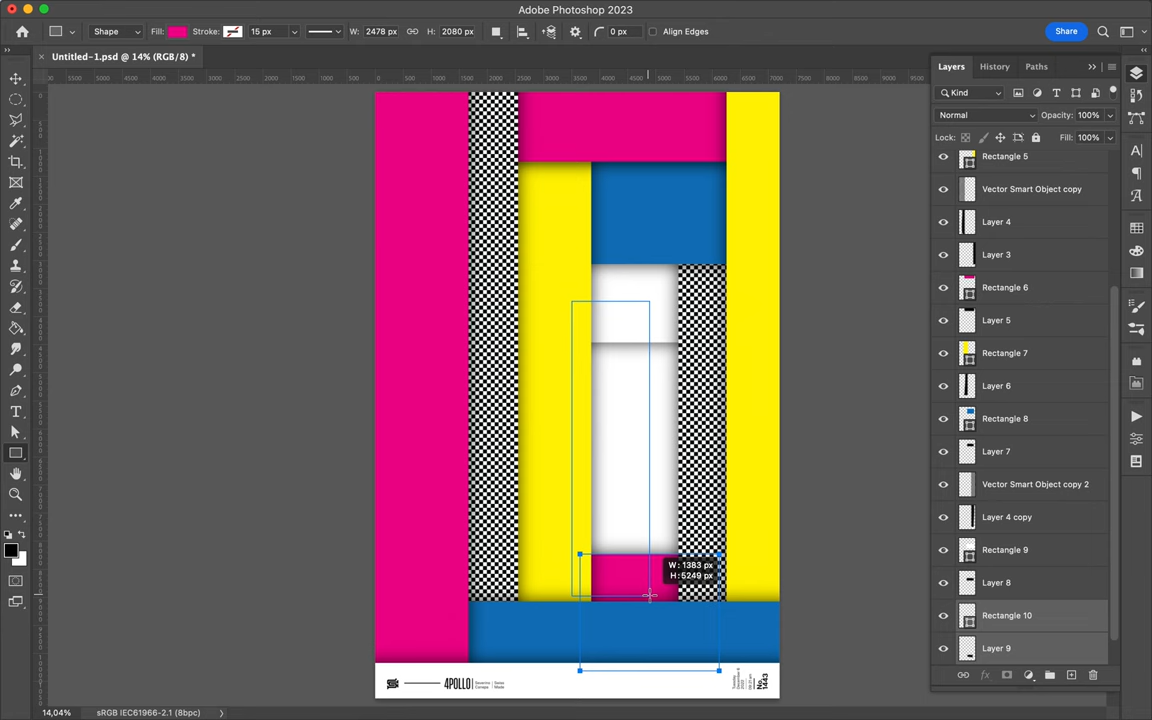 Adobe Photoshop 2023
Shape
Fill:
Stroke:
15 px
W: 2478 px
H: 2080 px
0 px
Align Edges
Share
Untitled-1.psd @ 14% (RGB/8) *
Layers
History
Paths
Kind
Normal
Opacity: 100%
Lock:
Fill: 100%
Rectangle 5
Vector Smart Object copy
Layer 4
Layer 3
Rectangle 6
Layer 5
Rectangle 7
Layer 6
Rectangle 8
Layer 7
Vector Smart Object copy 2
Layer 4 copy
Rectangle 9
Layer 8
Rectangle 10
Layer 9
W: 1383 px
H: 5249 px
4POLLO
No. 1443
14,04%
sRGB IEC61966-2.1 (8bpc)